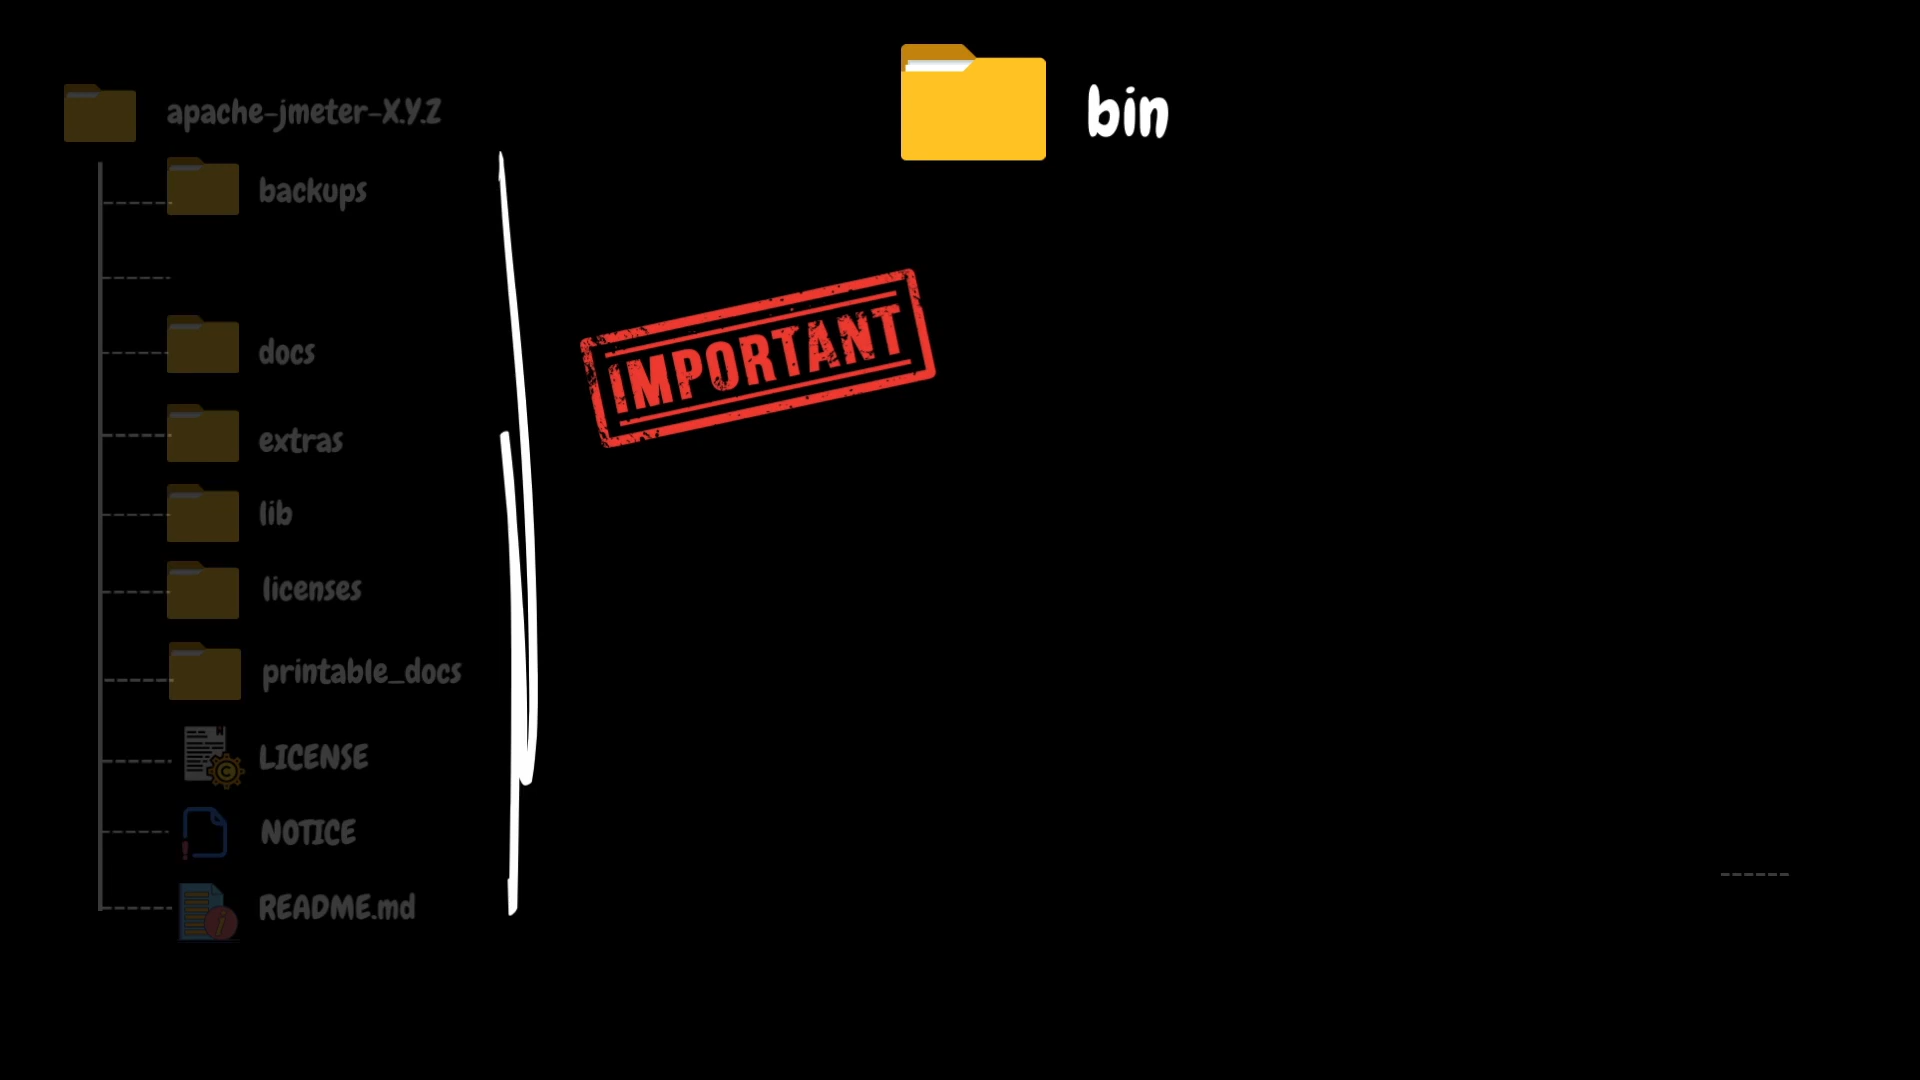 apache-jmeter-X.Y.Z
backups
docs
extras
lib
licenses
printable_docs
LICENSE
NOTICE
README.md
bin
IMPORTANT